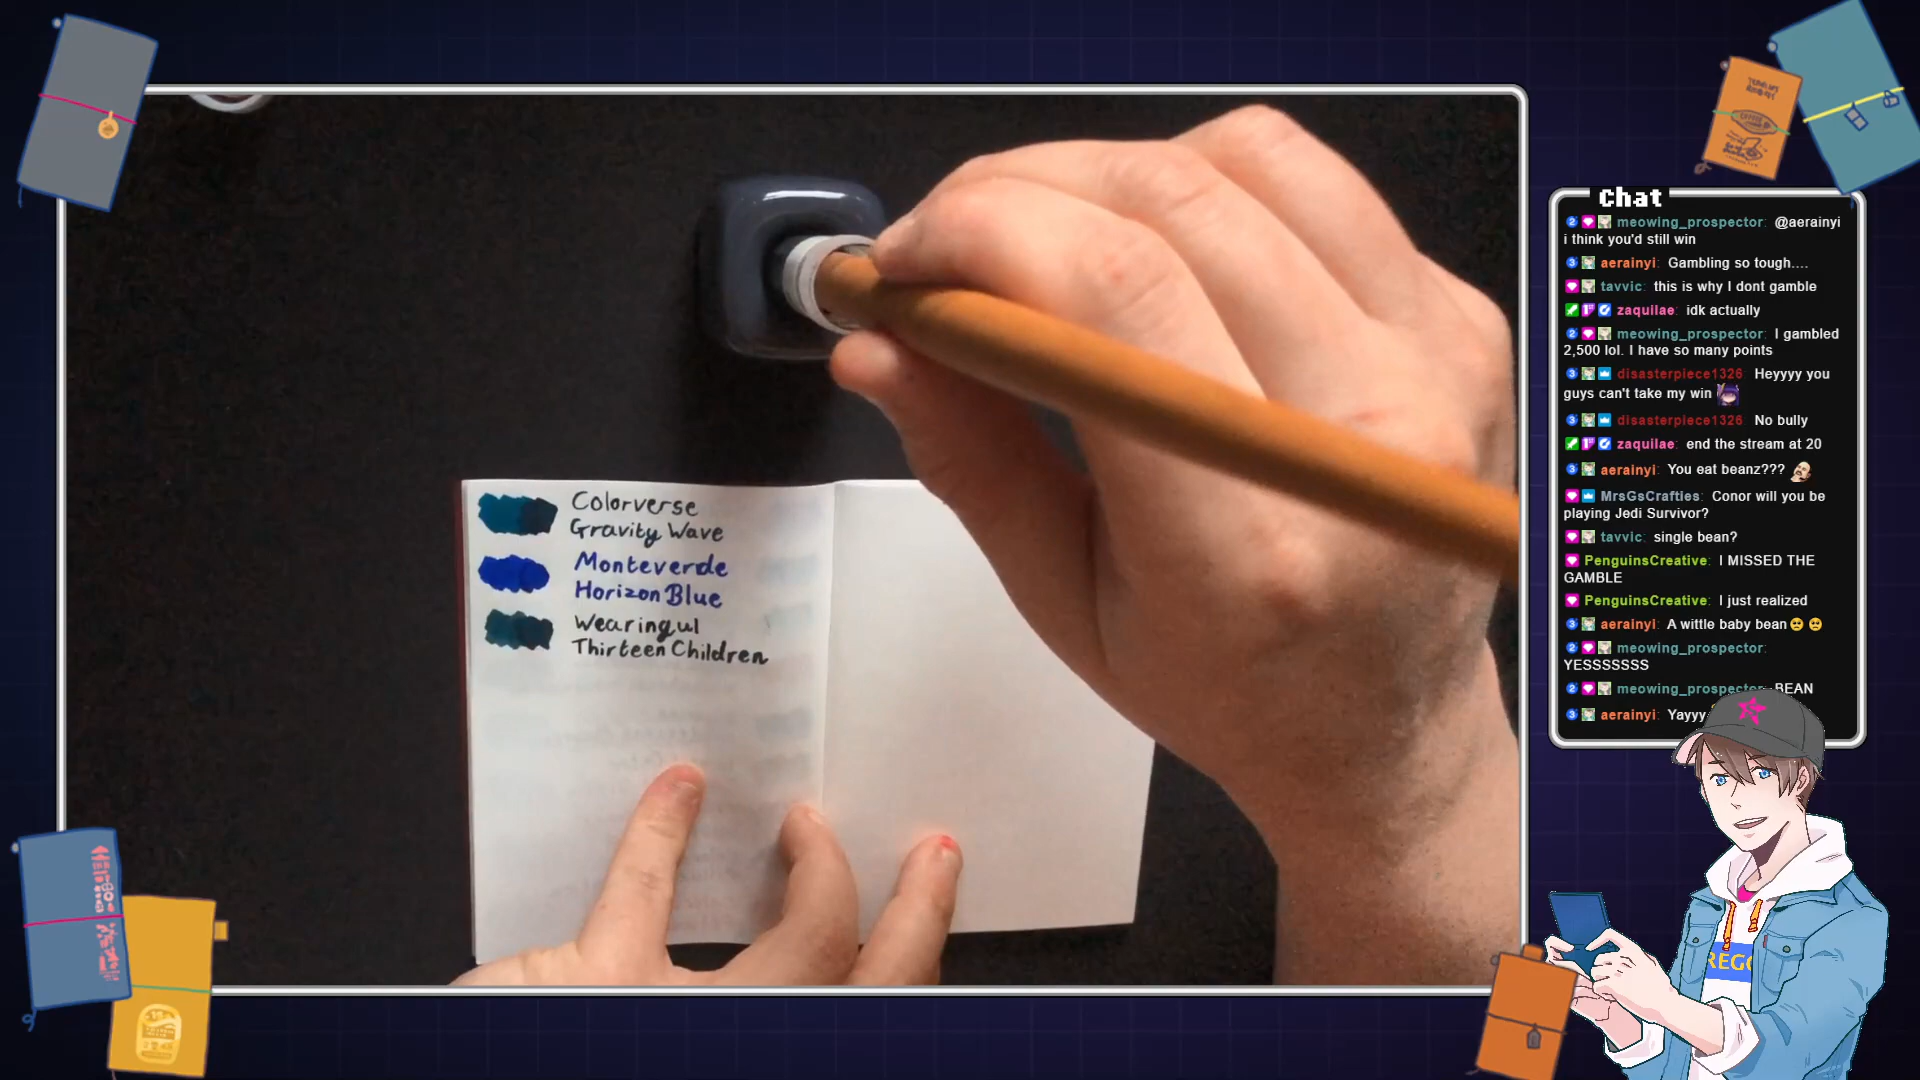 chat
meowing_prospector: @aerainyi
i think you'd still win
aerainyi: Gambling so tough....
tavvic: this is why I dont gamble
zaquilae: idk actually
meowing_prospector: I gambled
2,500 lol. I have so many points
disasterpiece1326: Heyyyy you
guys can't take my win
disasterpiece1326: No bully
zaquilae: end the stream at 20
aerainyi: You eat beanz???
MrsGsCrafties: Conor will you be
playing Jedi Survivor?
tavvic: single bean?
PenguinsCreative: I MISSED THE
GAMBLE
PenguinsCreative: I just realized
aerainyi: A wittle baby bean🥺🥺
meowing_prospector:
YESSSSSSS
meowing_prospector: BEAN
aerainyi: Yayyy
Colorverse
Gravity Wave
Monteverde
Horizon Blue
Wearingul
Thirteen Children
COFFEE
REGO